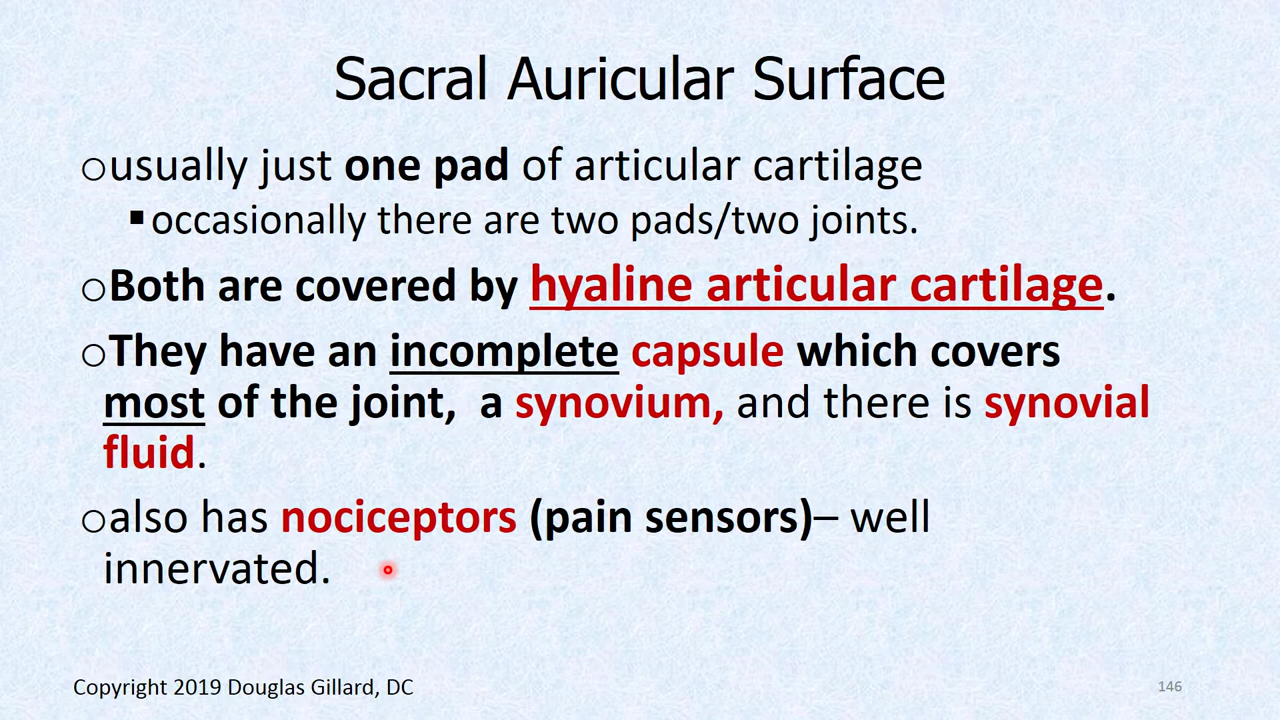 Sacral Auricular Surface
○usually just one pad of articular cartilage
▪occasionally there are two pads/two joints.
○Both are covered by hyaline articular cartilage.
○They have an incomplete capsule which covers
most of the joint, a synovium, and there is synovial
fluid.
○also has nociceptors (pain sensors)– well
innervated.
Copyright 2019 Douglas Gillard, DC
146